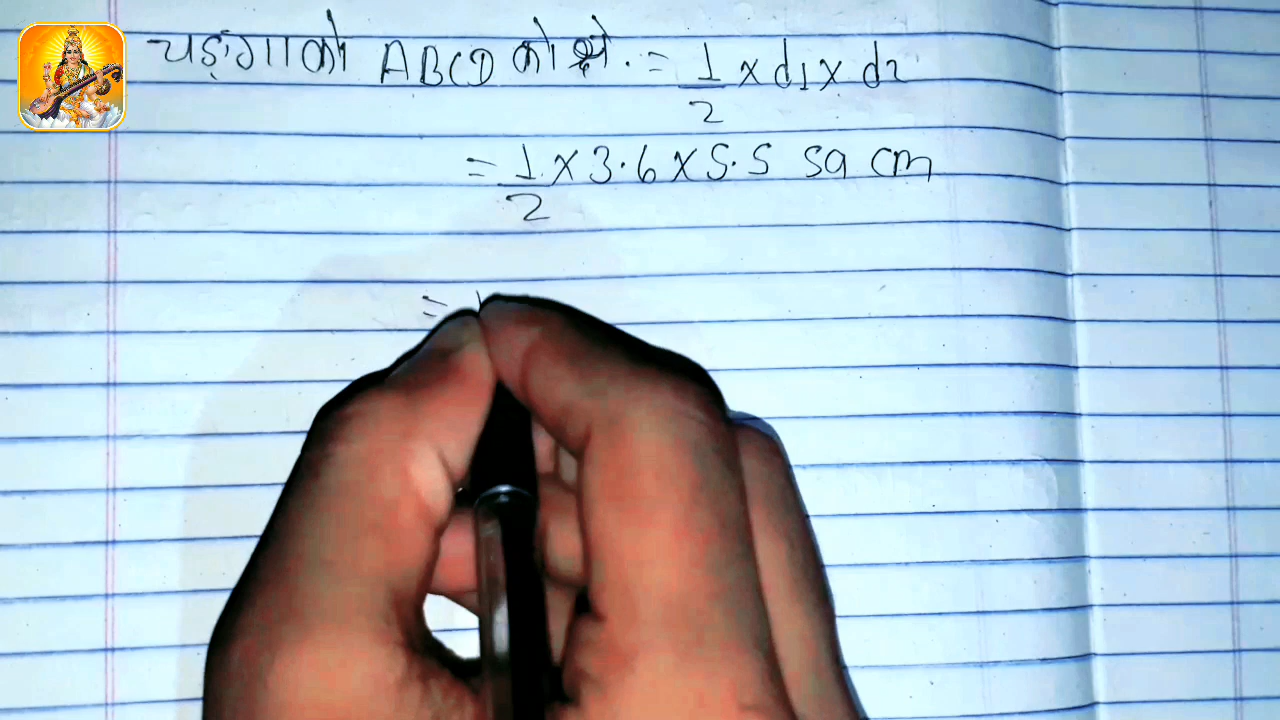 चङ्गाको ABCD को क्षे. = 1/2 x d1 x d2
= 1/2 x 3.6 x 5.5 sq cm
=